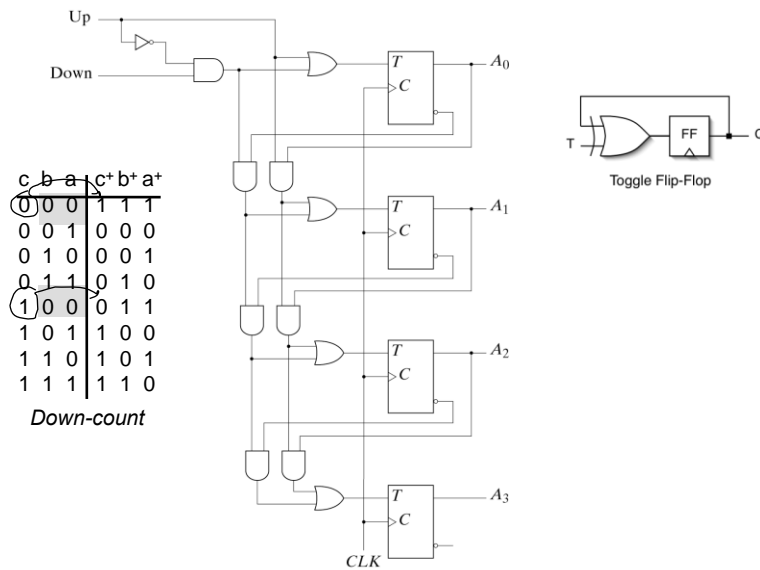 Up
Down
T
C
A0
T
C
A1
T
C
A2
T
C
A3
CLK
c b a c+ b+ a+
0 0 0 1 1 1
0 0 1 0 0 0
0 1 0 0 0 1
0 1 1 0 1 0
1 0 0 0 1 1
1 0 1 1 0 0
1 1 0 1 0 1
1 1 1 1 1 0
Down-count
T
FF
Toggle Flip-Flop